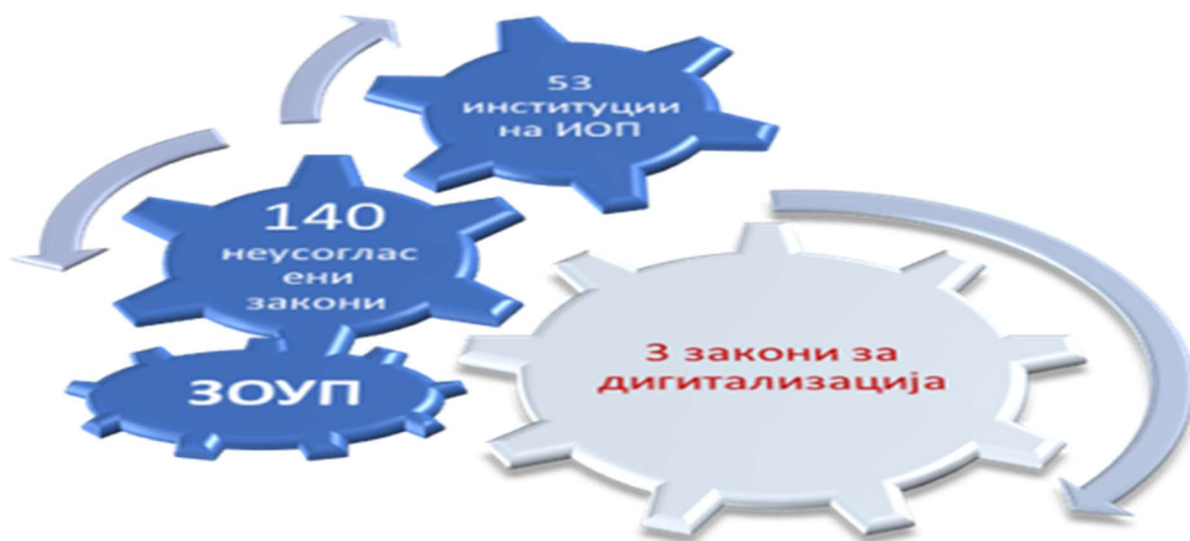 53
институции
на ИОП
140
неусоглас
ени
закони
ЗОУП
3 закони за
дигитализација